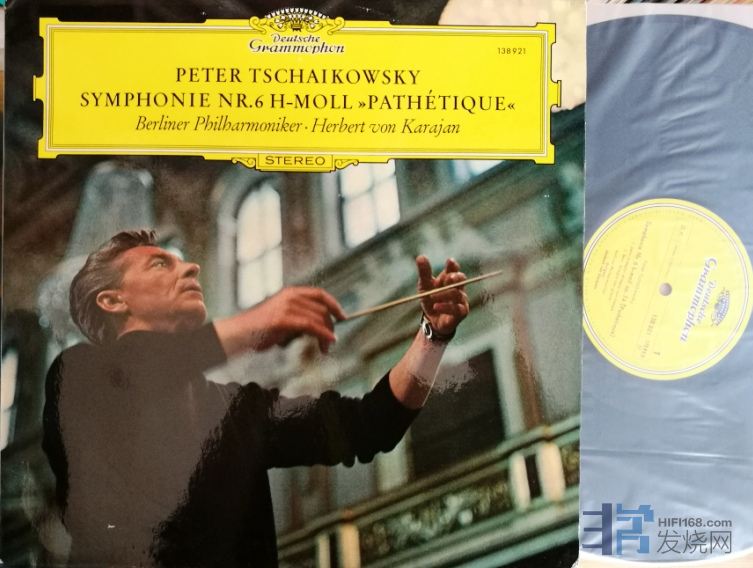 Deutsche
Grammophon
138 921
PETER TSCHAIKOWSKY
SYMPHONIE NR.6 H-MOLL »PATHÉTIQUE«
Berliner Philharmoniker · Herbert von Karajan
STEREO
Deutsche
Grammophon
1
HIFI168.com
发烧网